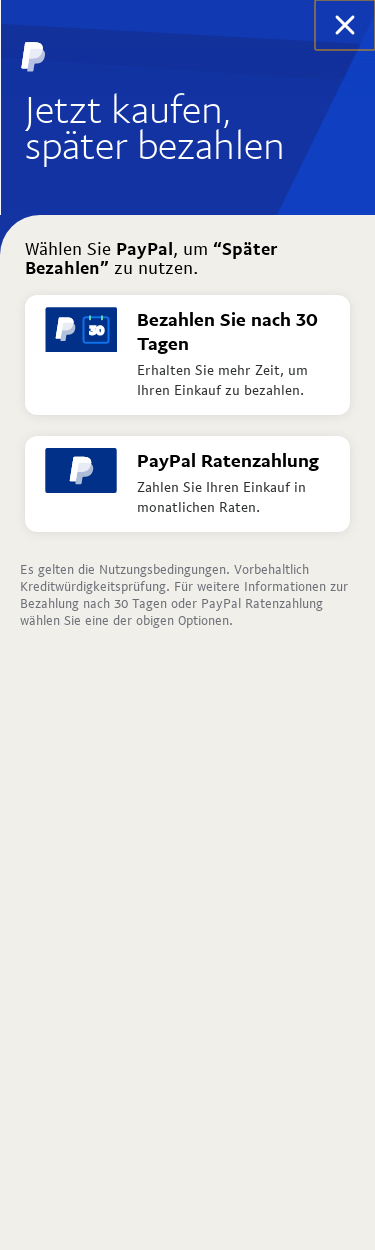 Jetzt kaufen,
später bezahlen
Wählen Sie PayPal, um “Später
Bezahlen” zu nutzen.
30
Bezahlen Sie nach 30
Tagen
Erhalten Sie mehr Zeit, um
Ihren Einkauf zu bezahlen.
PayPal Ratenzahlung
Zahlen Sie Ihren Einkauf in
monatlichen Raten.
Es gelten die Nutzungsbedingungen. Vorbehaltlich
Kreditwürdigkeitsprüfung. Für weitere Informationen zur
Bezahlung nach 30 Tagen oder PayPal Ratenzahlung
wählen Sie eine der obigen Optionen.